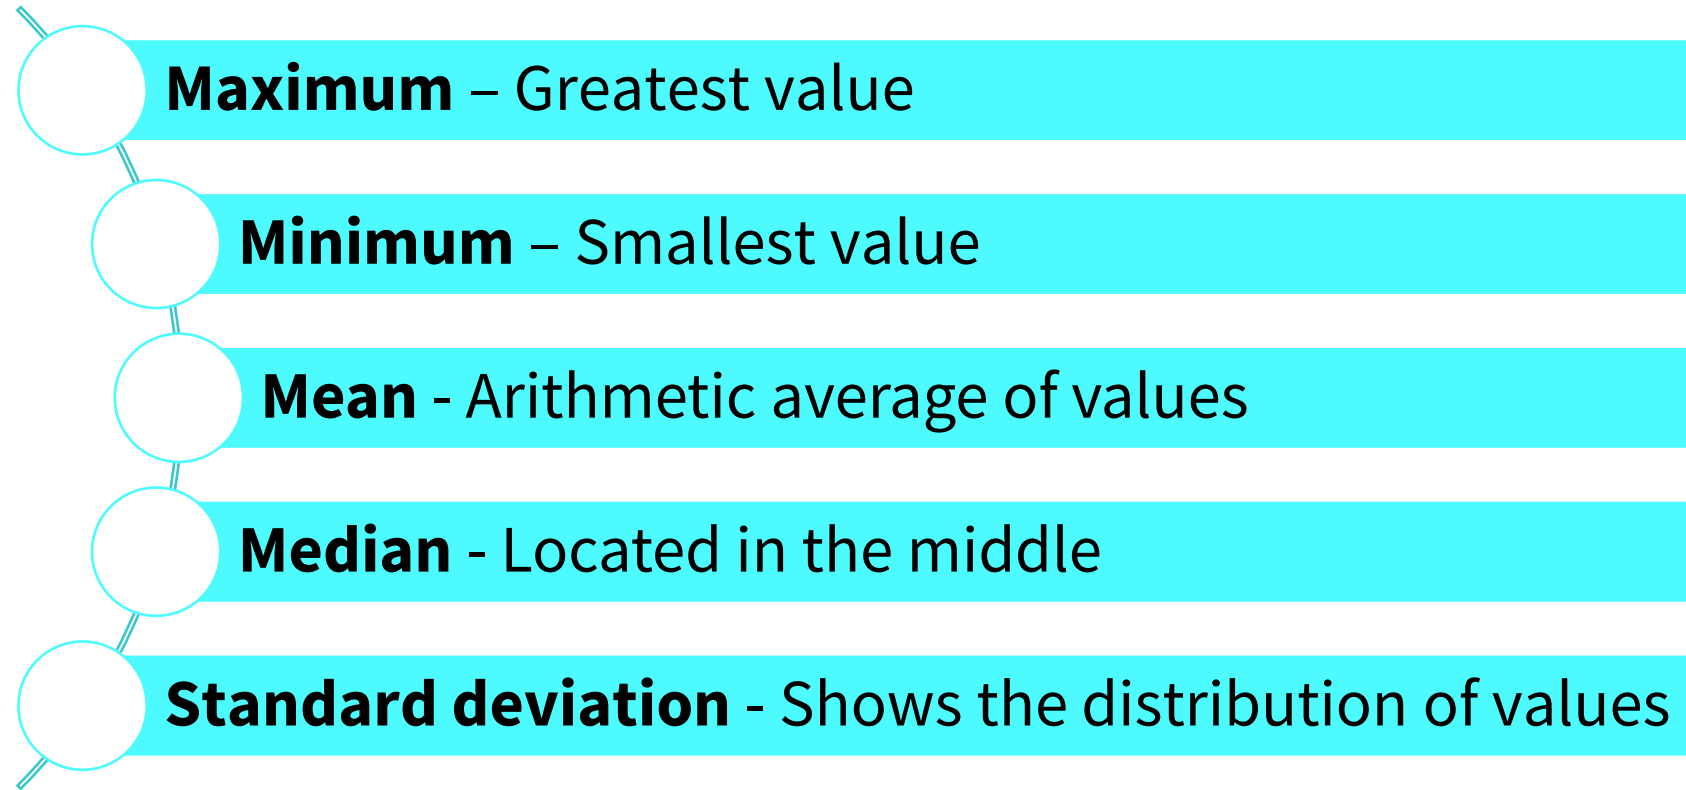 Maximum – Greatest value
Minimum – Smallest value
Mean - Arithmetic average of values
Median - Located in the middle
Standard deviation - Shows the distribution of values